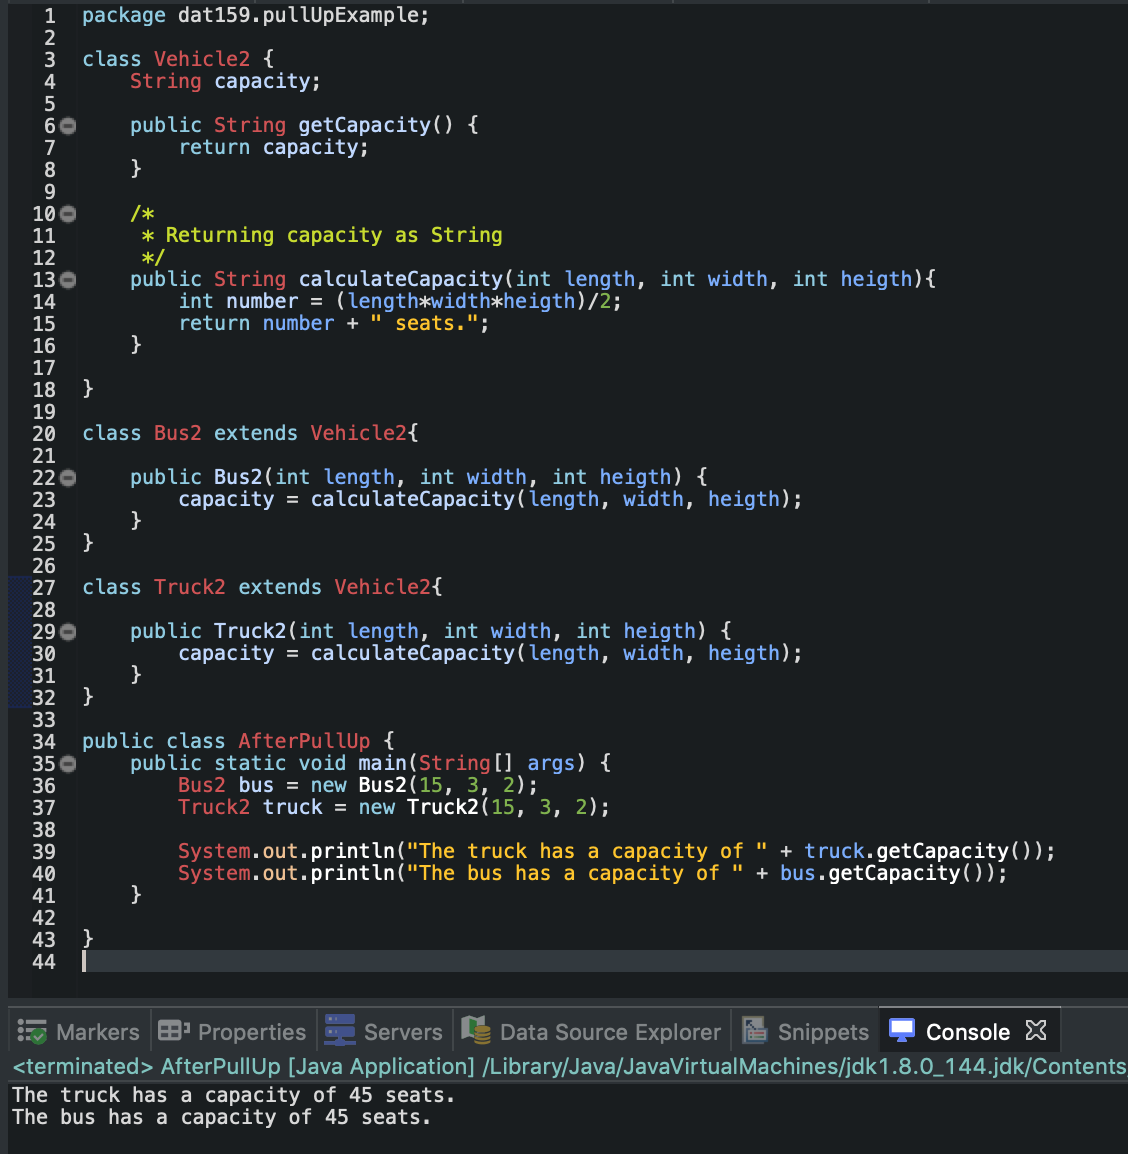 1 package dat159.pullUpExample;
2
3 class Vehicle2 {
4     String capacity;
5
6     public String getCapacity() {
7         return capacity;
8     }
9
10     /*
11      * Returning capacity as String
12      */
13     public String calculateCapacity(int length, int width, int heigth){
14         int number = (length*width*heigth)/2;
15         return number + " seats.";
16     }
17
18 }
19
20 class Bus2 extends Vehicle2{
21
22     public Bus2(int length, int width, int heigth) {
23         capacity = calculateCapacity(length, width, heigth);
24     }
25 }
26
27 class Truck2 extends Vehicle2{
28
29     public Truck2(int length, int width, int heigth) {
30         capacity = calculateCapacity(length, width, heigth);
31     }
32 }
33
34 public class AfterPullUp {
35     public static void main(String[] args) {
36         Bus2 bus = new Bus2(15, 3, 2);
37         Truck2 truck = new Truck2(15, 3, 2);
38
39         System.out.println("The truck has a capacity of " + truck.getCapacity());
40         System.out.println("The bus has a capacity of " + bus.getCapacity());
41     }
42
43 }
44
Markers Properties Servers Data Source Explorer Snippets Console
<terminated> AfterPullUp [Java Application] /Library/Java/JavaVirtualMachines/jdk1.8.0_144.jdk/Contents
The truck has a capacity of 45 seats.
The bus has a capacity of 45 seats.